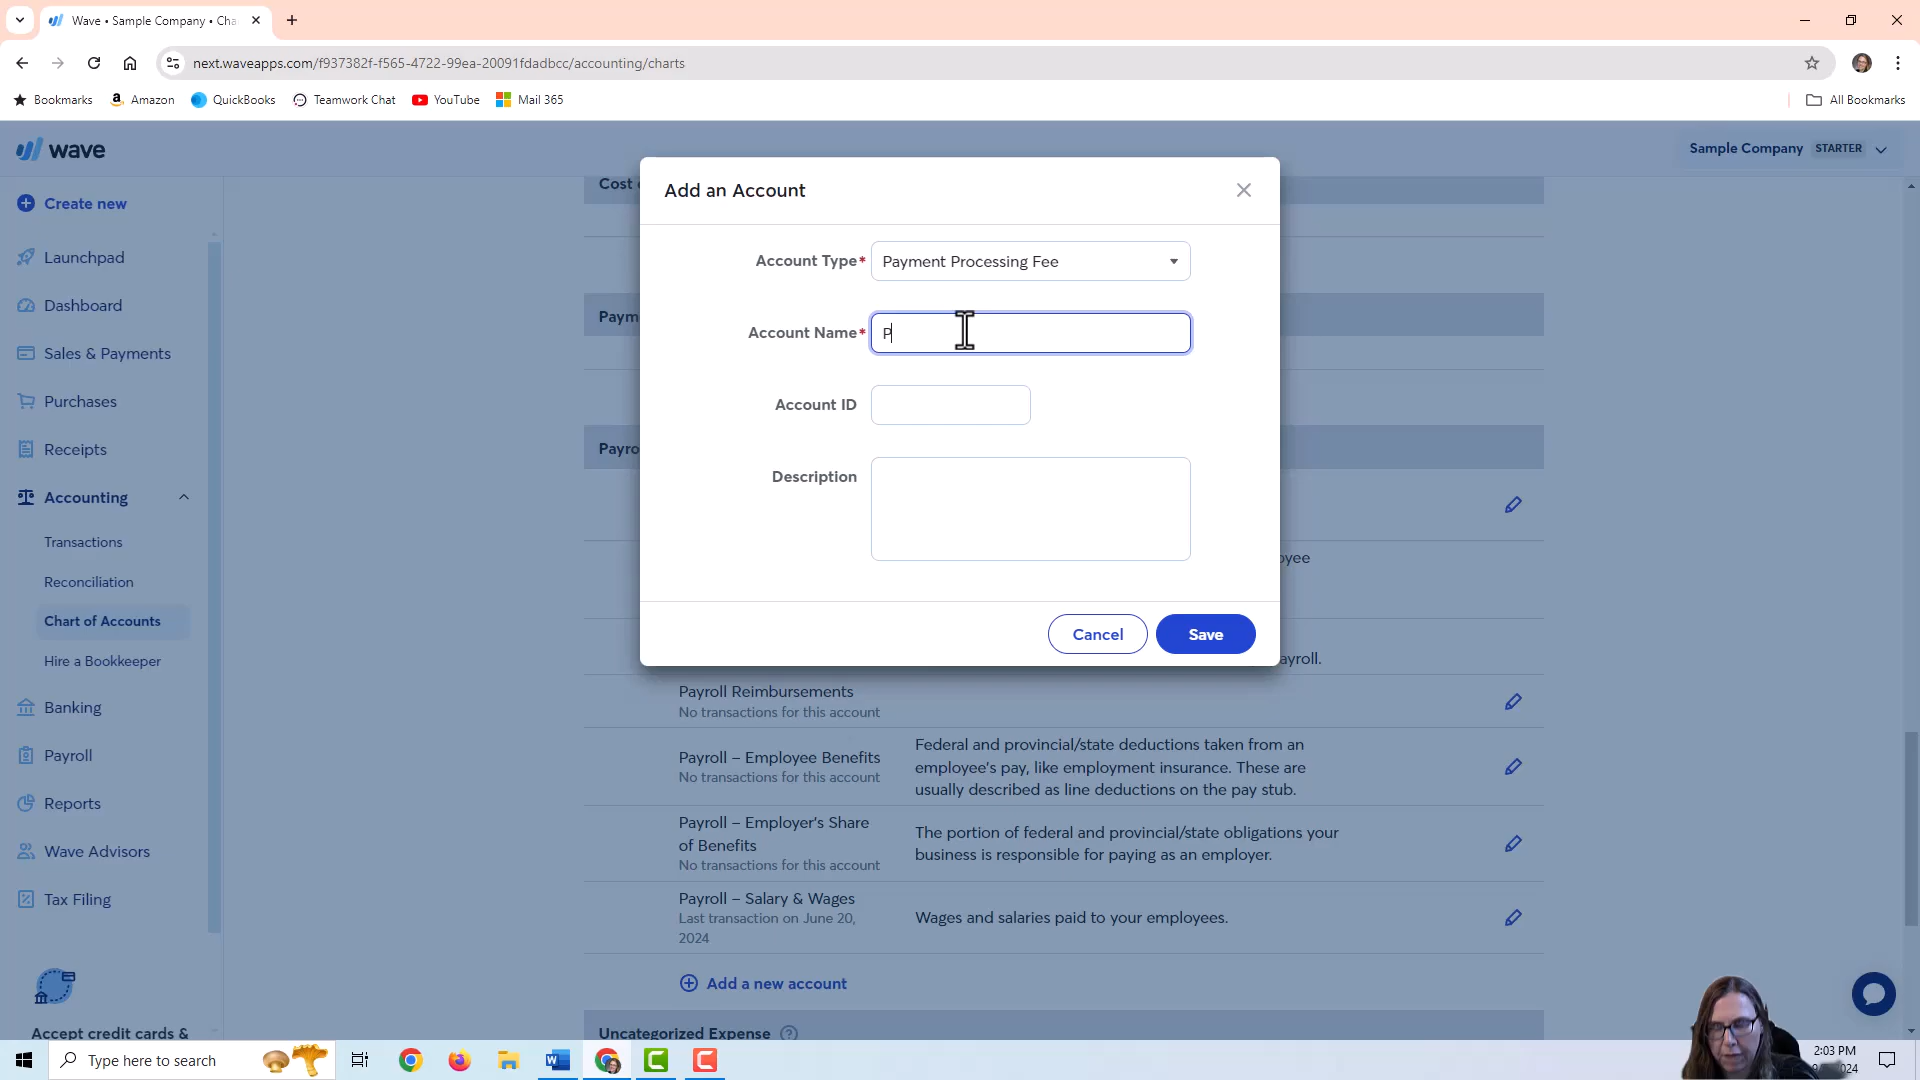 Wave • Sample Company • Cha
next.waveapps.com/f937382f-f565-4722-99ea-20091fdadbcc/accounting/charts
Bookmarks
Amazon
QuickBooks
Teamwork Chat
YouTube
Mail 365
All Bookmarks
wave
Sample Company STARTER
Create new
Launchpad
Dashboard
Sales & Payments
Purchases
Receipts
Accounting
Transactions
Reconciliation
Chart of Accounts
Hire a Bookkeeper
Banking
Payroll
Reports
Wave Advisors
Tax Filing
Accept credit cards &
Cost
Paym
Payro
Add an Account
Account Type*
Payment Processing Fee
Account Name*
P
Account ID
Description
Cancel
Save
oyee
ayroll.
Payroll Reimbursements
No transactions for this account
Payroll – Employee Benefits
No transactions for this account
Federal and provincial/state deductions taken from an
employee's pay, like employment insurance. These are
usually described as line deductions on the pay stub.
Payroll – Employer's Share
of Benefits
No transactions for this account
The portion of federal and provincial/state obligations your
business is responsible for paying as an employer.
Payroll – Salary & Wages
Last transaction on June 20,
2024
Wages and salaries paid to your employees.
Add a new account
Uncategorized Expense ?
Type here to search
2:03 PM